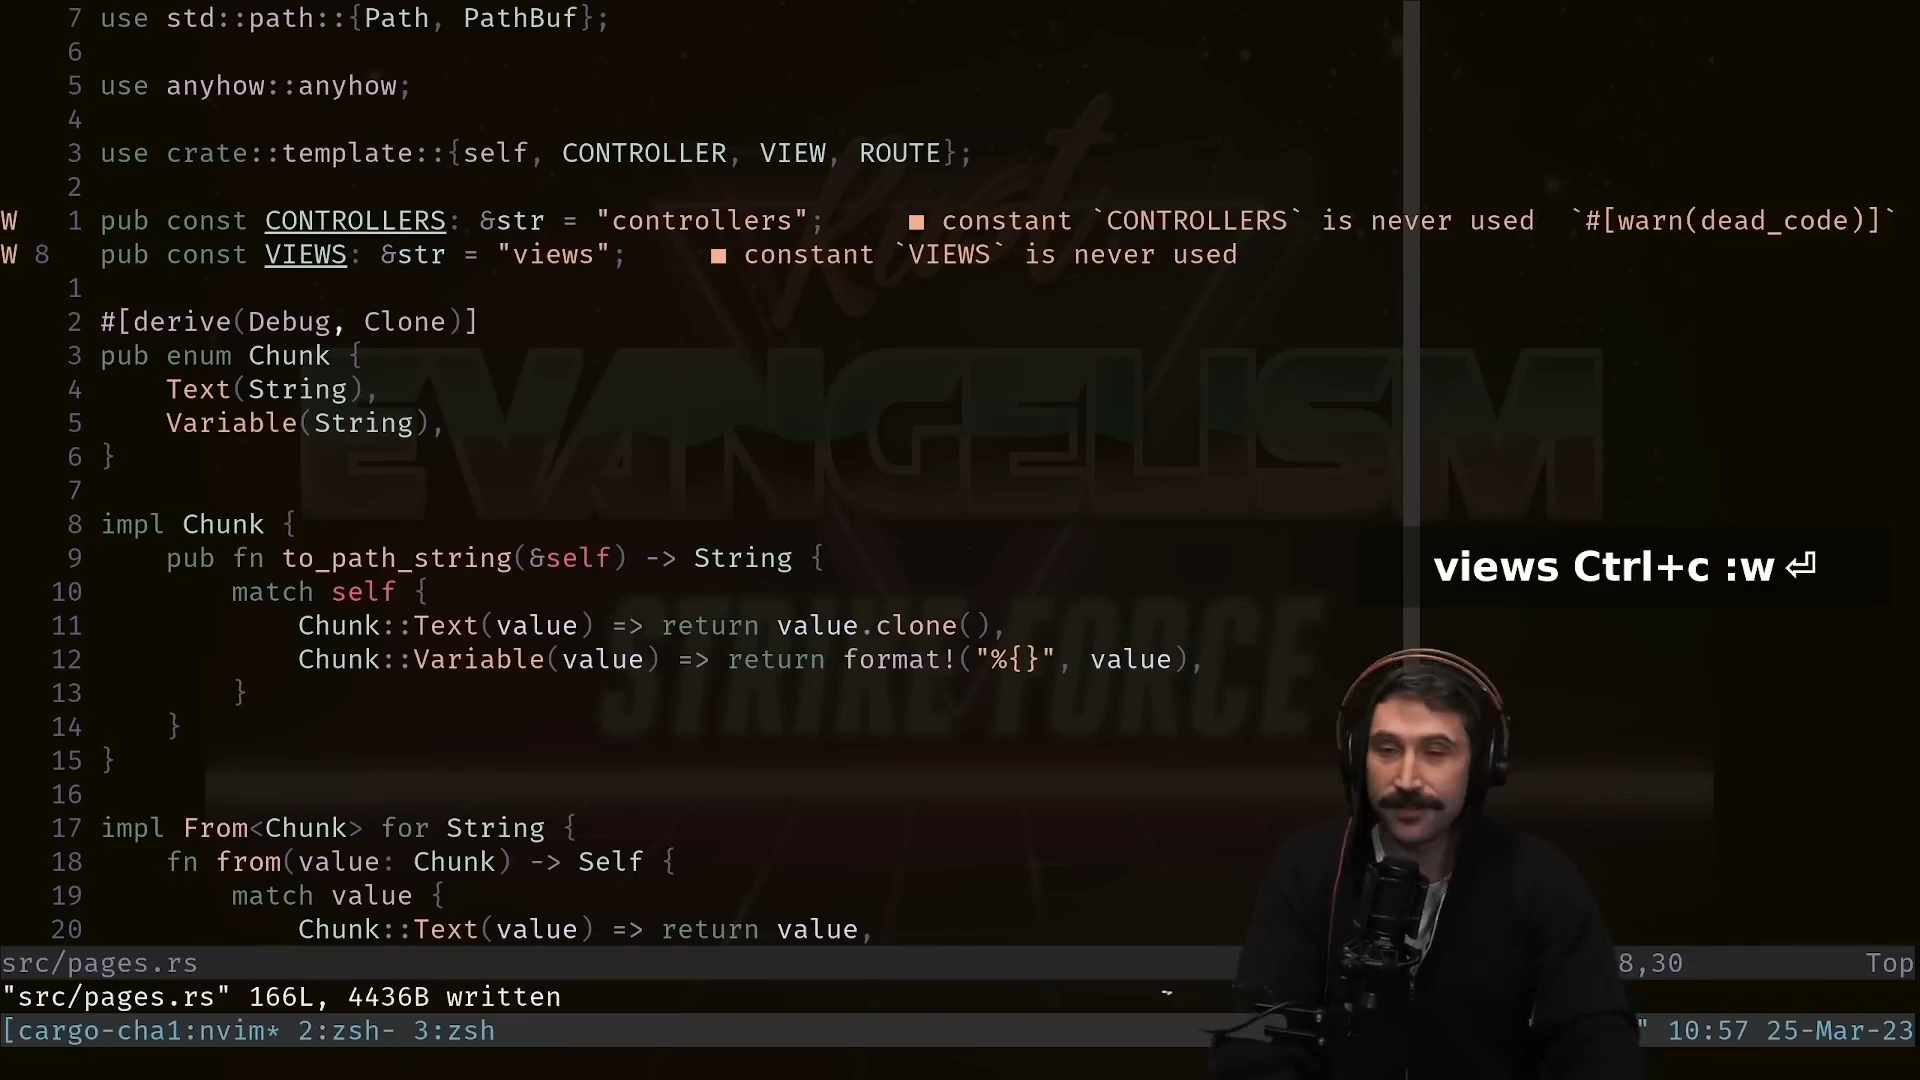 7 use std::path::{Path, PathBuf};
6
5 use anyhow::anyhow;
4
3 use crate::template::{self, CONTROLLER, VIEW, ROUTE};
2
W 1 pub const CONTROLLERS: &str = "controllers"; ■ constant `CONTROLLERS` is never used `#[warn(dead_code)]`
W 8 pub const VIEWS: &str = "views"; ■ constant `VIEWS` is never used
1
2 #[derive(Debug, Clone)]
3 pub enum Chunk {
4 Text(String),
5 Variable(String),
6 }
7
8 impl Chunk {
9 pub fn to_path_string(&self) -> String {
10 match self {
11 Chunk::Text(value) => return value.clone(),
12 Chunk::Variable(value) => return format!("%{}", value),
13 }
14 }
15 }
16
17 impl From<Chunk> for String {
18 fn from(value: Chunk) -> Self {
19 match value {
20 Chunk::Text(value) => return value,
Rust
EVANGELISM
STRIKE FORCE
views Ctrl+c :w ⏎
src/pages.rs 8,30 Top
"src/pages.rs" 166L, 4436B written
[cargo-cha1:nvim* 2:zsh- 3:zsh " 10:57 25-Mar-23